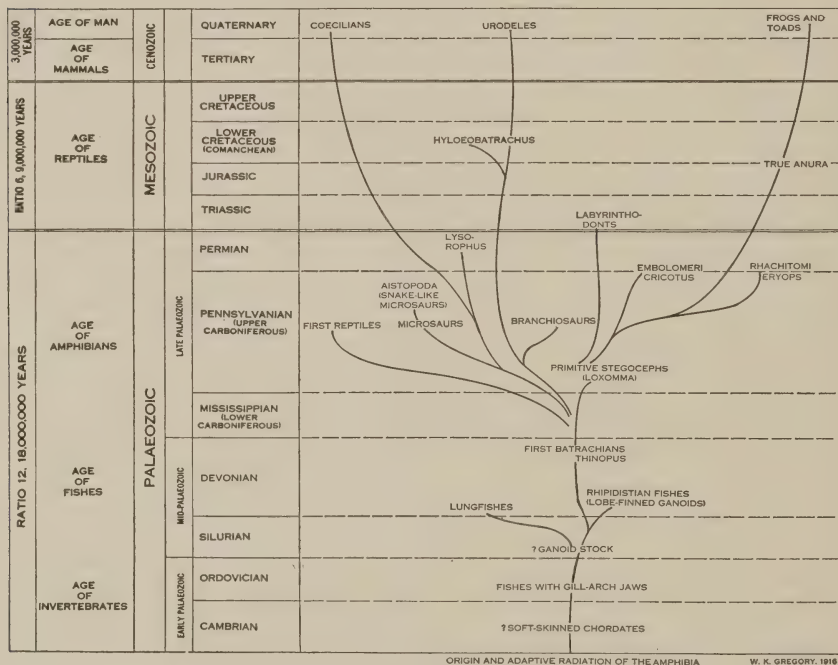 3,000,000
YEARS
AGE OF MAN
AGE
OF
MAMMALS
CENOZOIC
QUATERNARY
TERTIARY
COECILIANS
URODELES
FROGS AND
TOADS
RATIO 6, 9,000,000 YEARS
AGE
OF
REPTILES
MESOZOIC
UPPER
CRETACEOUS
LOWER
CRETACEOUS
(COMANCHEAN)
JURASSIC
TRIASSIC
HYLOEOBATRACHUS
TRUE ANURA
LABYRINTHO-
DONTS
RATIO 12, 18,000,000 YEARS
AGE
OF
AMPHIBIANS
AGE
OF
FISHES
AGE
OF
INVERTEBRATES
PALAEOZOIC
LATE PALAEOZOIC
MID-PALAEOZOIC
EARLY PALAEOZOIC
PERMIAN
PENNSYLVANIAN
(UPPER
CARBONIFEROUS)
MISSISSIPPIAN
(LOWER
CARBONIFEROUS)
DEVONIAN
SILURIAN
ORDOVICIAN
CAMBRIAN
LYSO-
ROPHUS
EMBOLOMERI
CRICOTUS
RHACHITOMI
ERYOPS
AISTOPODA
(SNAKE-LIKE
MICROSAURS)
FIRST REPTILES
MICROSAURS
BRANCHIOSAURS
PRIMITIVE STEGOCEPHS
(LOXOMMA)
FIRST BATRACHIANS
THINOPUS
RHIPIDISTIAN FISHES
(LOBE-FINNED GANOIDS)
LUNGFISHES
? GANOID STOCK
FISHES WITH GILL-ARCH JAWS
? SOFT-SKINNED CHORDATES
ORIGIN AND ADAPTIVE RADIATION OF THE AMPHIBIA
W. K. GREGORY, 1916